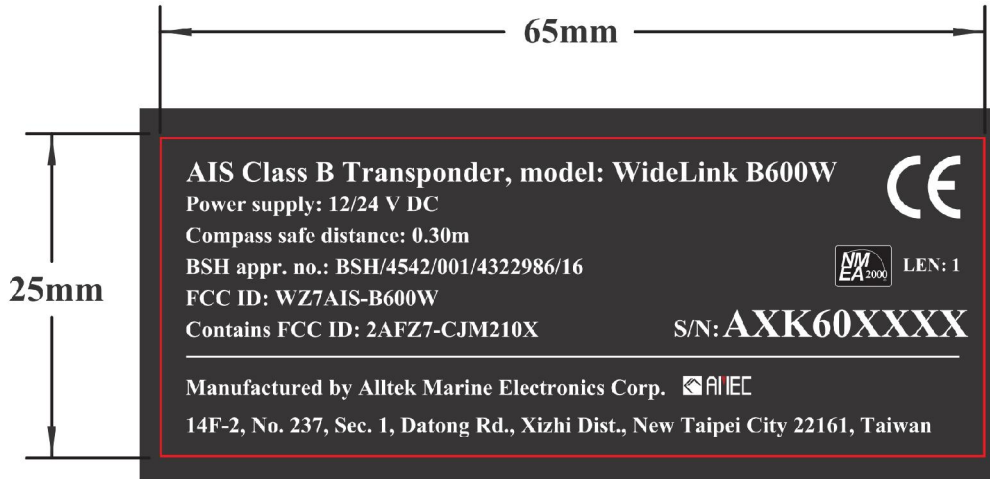 65mm
25mm
AIS Class B Transponder, model: WideLink B600W
CE
Power supply: 12/24 V DC
Compass safe distance: 0.30m
BSH appr. no.: BSH/4542/001/4322986/16
NMEA 2000 LEN: 1
FCC ID: WZ7AIS-B600W
Contains FCC ID: 2AFZ7-CJM210X
S/N: AXK60XXXX
Manufactured by Alltek Marine Electronics Corp. AMEC
14F-2, No. 237, Sec. 1, Datong Rd., Xizhi Dist., New Taipei City 22161, Taiwan